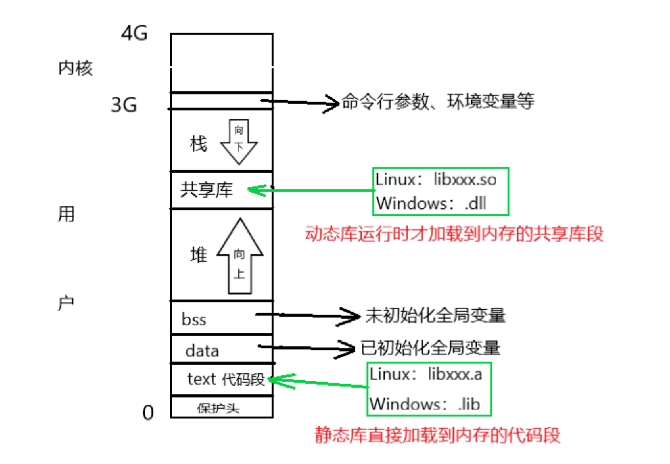 4G
内核
命令行参数、环境变量等
3G
向
下
栈
Linux: libxxx.so
共享库
Windows: .dll
用
动态库运行时才加载到内存的共享库段
堆
向
上
户
bss
未初始化全局变量
data
已初始化全局变量
text 代码段
Linux: libxxx.a
Windows: .lib
0
保护头
静态库直接加载到内存的代码段